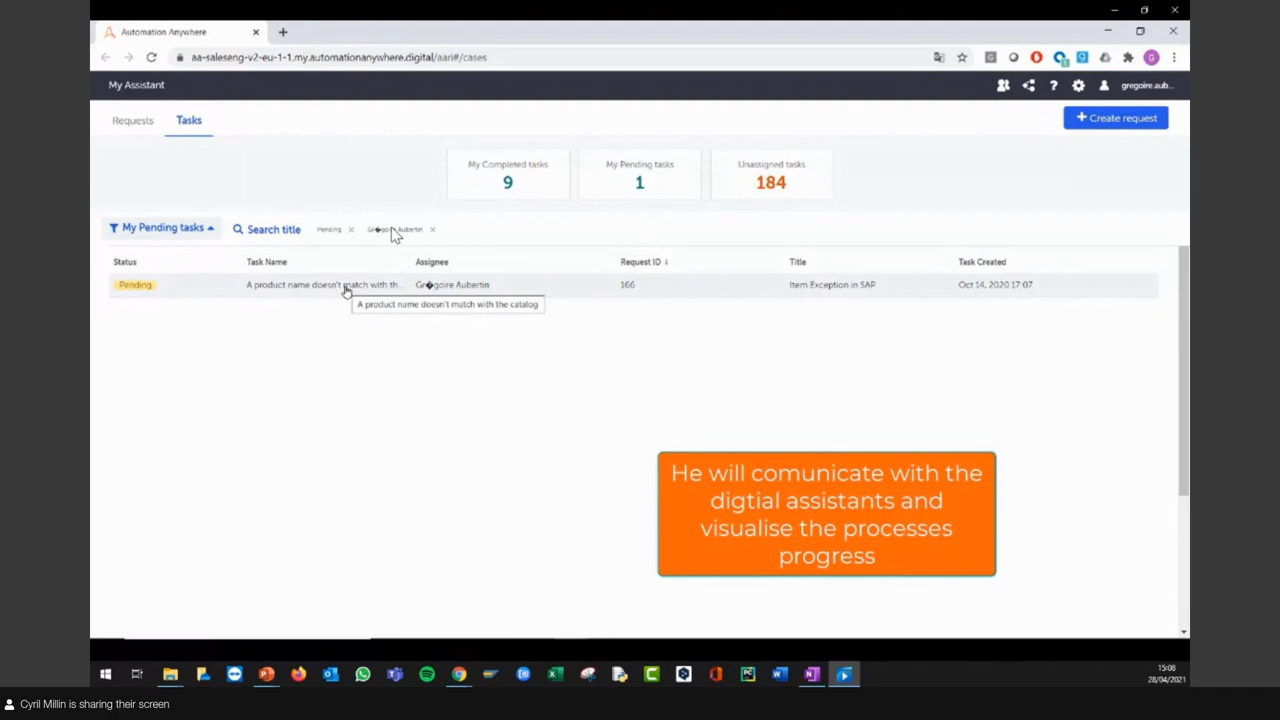 Automation Anywhere
aa-saleseng-v2-eu-1-1.my.automationanywhere.digital/aari#/cases
My Assistant
gregoire.aub...
Requests Tasks
+ Create request
My Completed tasks
9
My Pending tasks
1
Unassigned tasks
184
My Pending tasks
Search title
Pending
Gr�goire Aubertin
Status Task Name Assignee Request ID Title Task Created
Pending A product name doesn't match with th... Gr�goire Aubertin 166 Item Exception in SAP Oct 14, 2020 17:07
A product name doesn't match with the catalog
He will comunicate with the
digtial assistants and
visualise the processes
progress
15:08
28/04/2021
Cyril Millin is sharing their screen